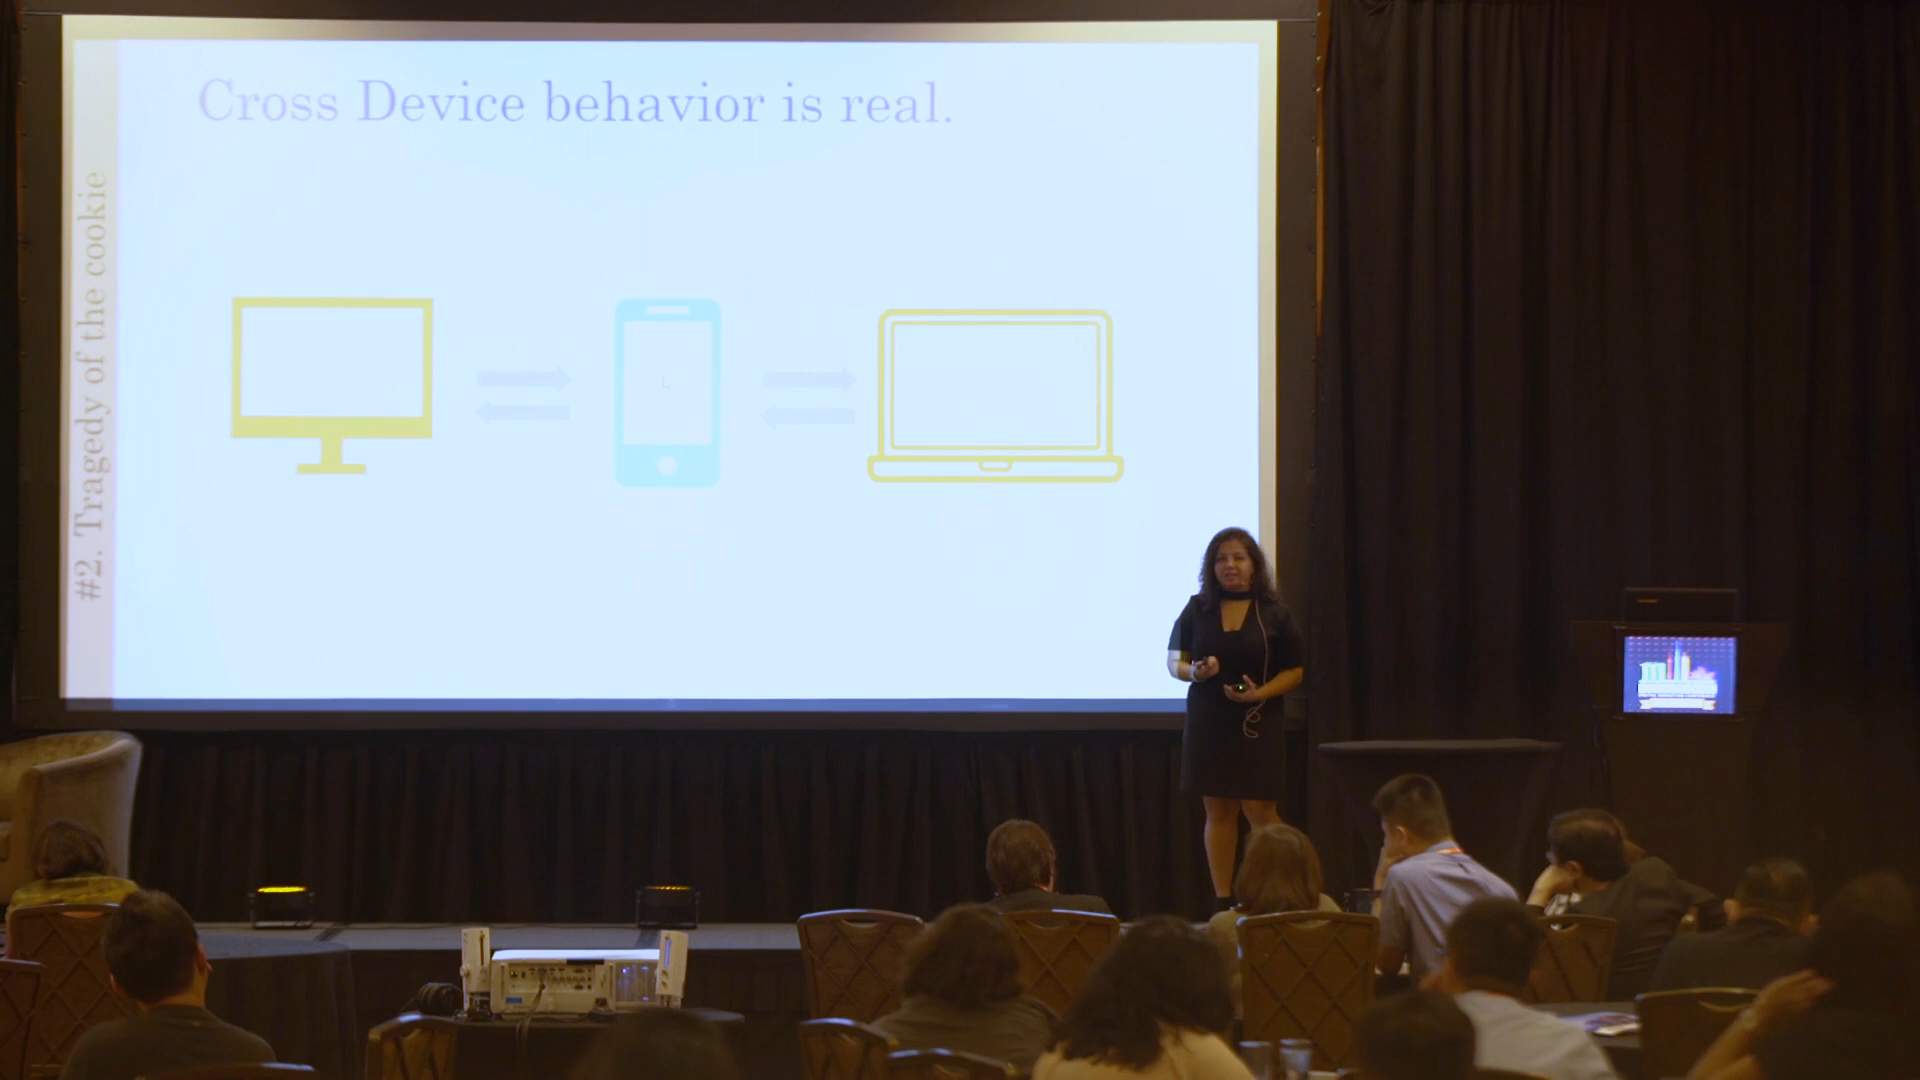 Cross Device behavior is real.
#2. Tragedy of the cookie